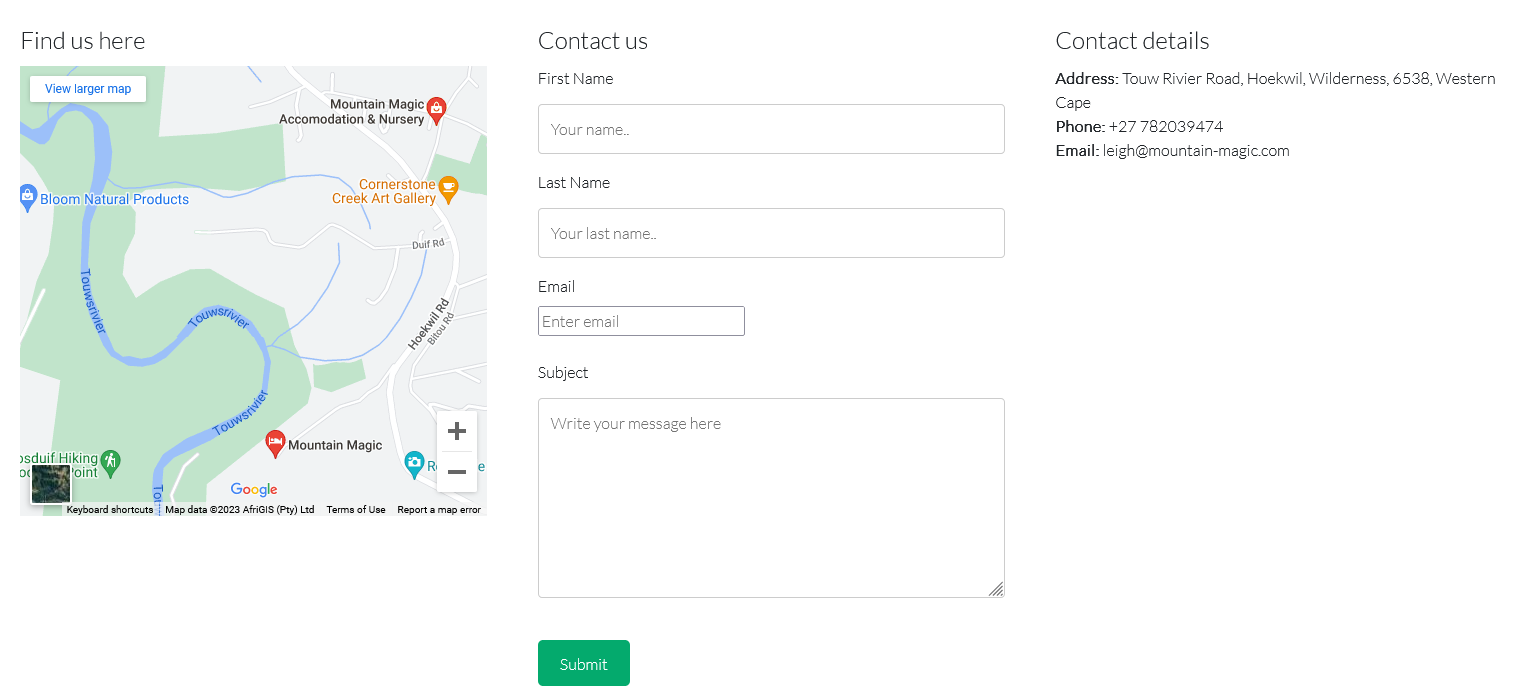 Find us here
View larger map
Mountain Magic
Accomodation & Nursery
Cornerstone
Creek Art Gallery
Bloom Natural Products
Duif Rd
Touwsrivier
Touwsrivier
Hoekwil Rd
Bitou Rd
Touwsrivier
Mountain Magic
Hiking
Point
Google
Keyboard shortcuts
Map data ©2023 AfriGIS (Pty) Ltd
Terms of Use
Report a map error
Contact us
First Name
Your name..
Last Name
Your last name..
Email
Enter email
Subject
Write your message here
Submit
Contact details
Address: Touw Rivier Road, Hoekwil, Wilderness, 6538, Western
Cape
Phone: +27 782039474
Email: leigh@mountain-magic.com